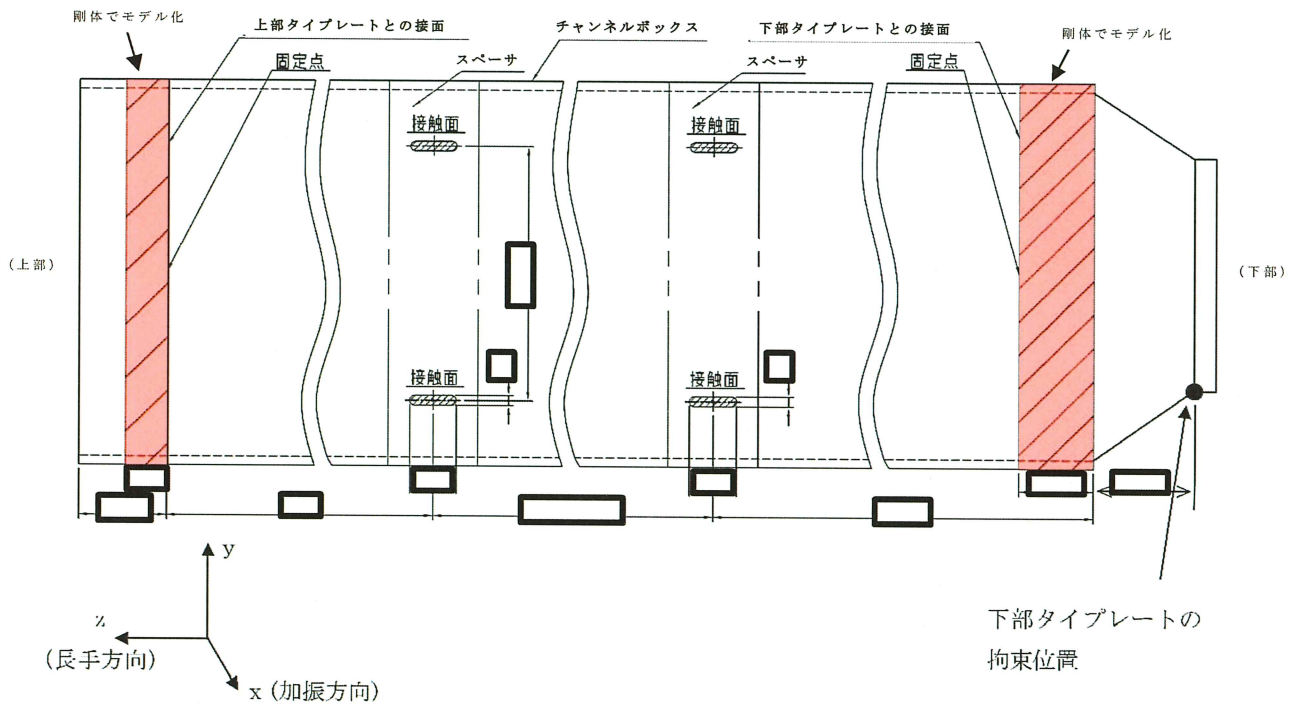 剛体でモデル化
上部タイプレートとの接面
チャンネルボックス
下部タイプレートとの接面
剛体でモデル化
固定点
スペーサ
スペーサ
固定点
接触面
接触面
(上部)
(下部)
接触面
接触面
y
z
(長手方向)
x (加振方向)
下部タイプレートの
拘束位置